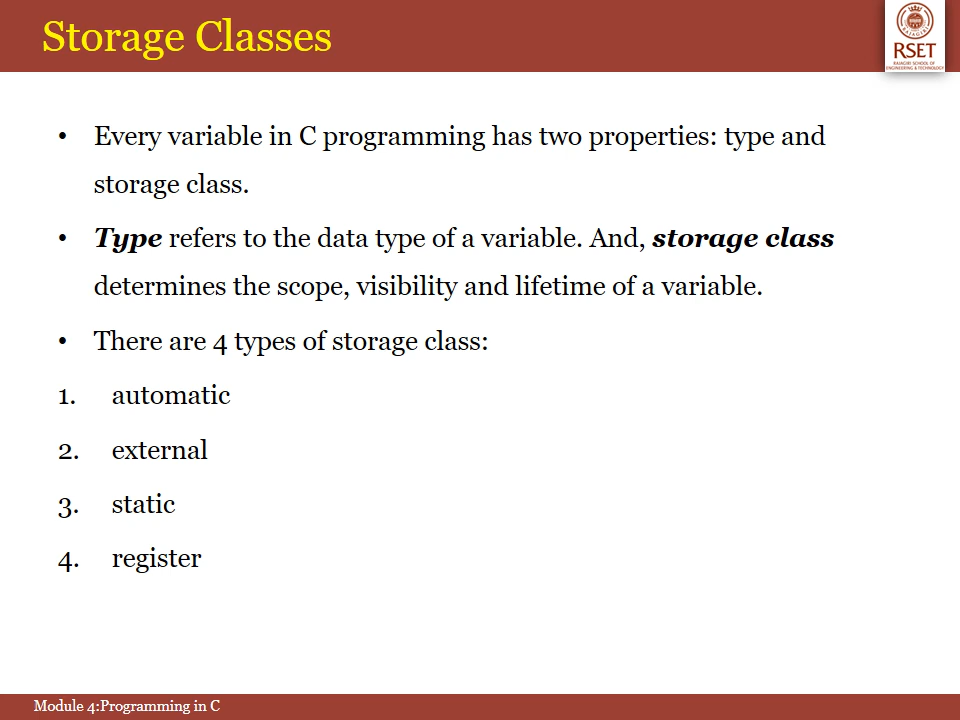 Storage Classes
RAJAGIRI
RSET
RAJAGIRI SCHOOL OF
ENGINEERING & TECHNOLOGY
• Every variable in C programming has two properties: type and
storage class.
• Type refers to the data type of a variable. And, storage class
determines the scope, visibility and lifetime of a variable.
• There are 4 types of storage class:
1. automatic
2. external
3. static
4. register
Module 4:Programming in C